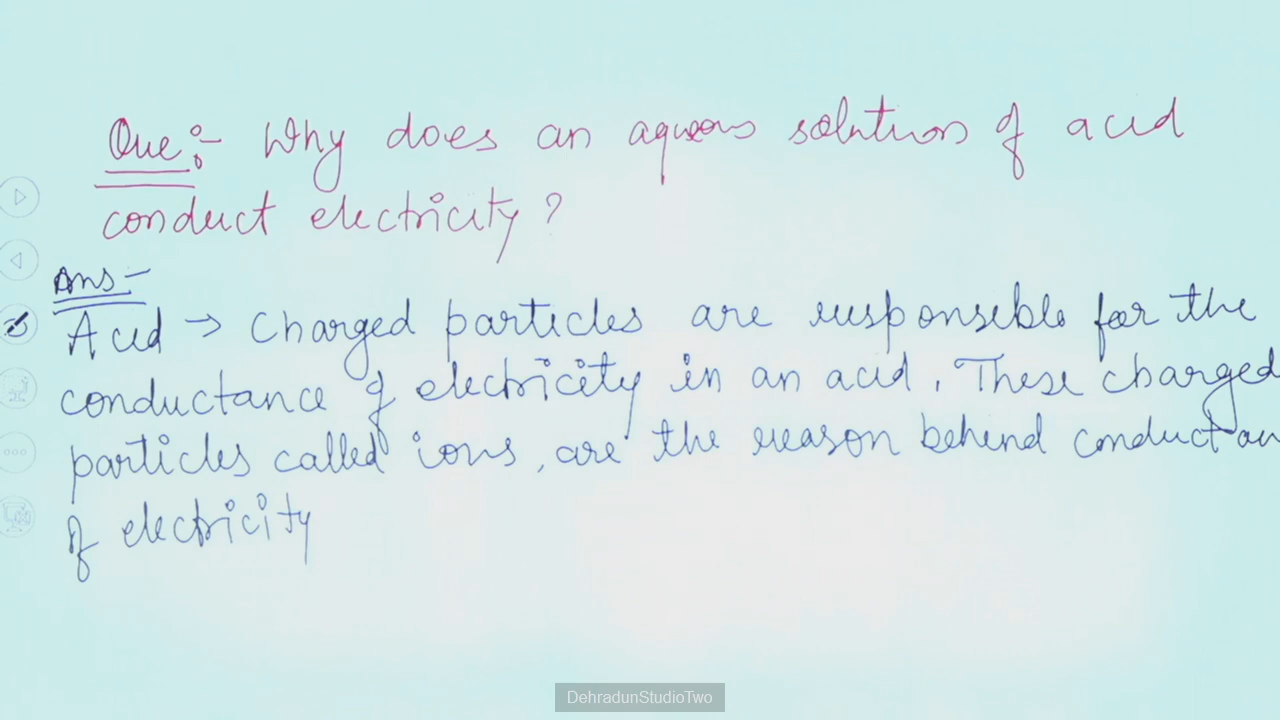 Que:- Why does an aqueous solution of acid
conduct electricity?
Ans-
Acid → Charged particles are responsible for the
conductance of electricity in an acid. These charged
particles called ions, are the reason behind conductan
of electricity
DehradunStudioTwo